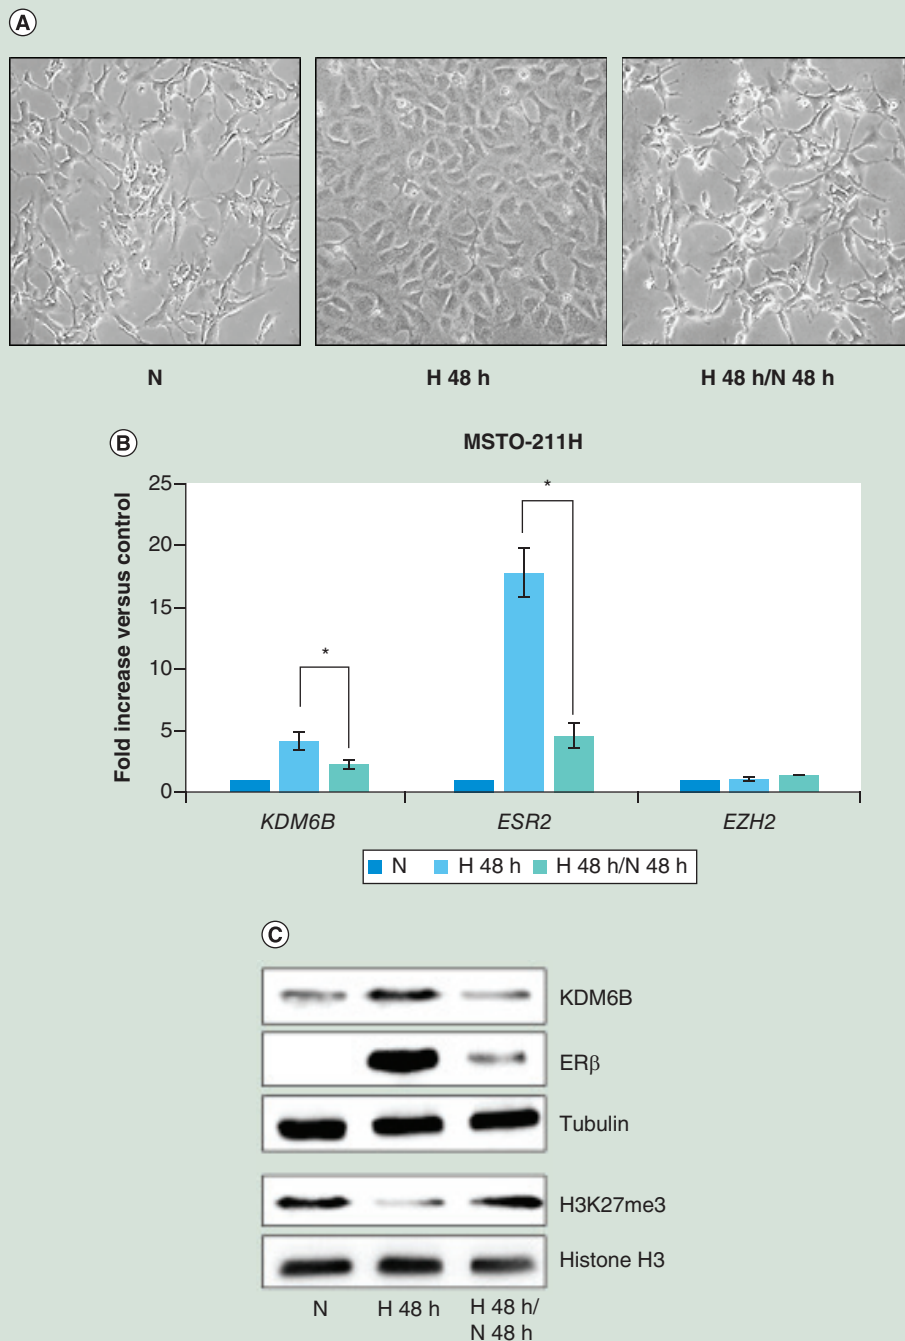 A
N
H 48 h
H 48 h/N 48 h
B
MSTO-211H
Fold increase versus control
25
20
15
10
5
0
*
*
KDM6B
ESR2
EZH2
N
H 48 h
H 48 h/N 48 h
C
KDM6B
ERβ
Tubulin
H3K27me3
Histone H3
N
H 48 h
H 48 h/
N 48 h